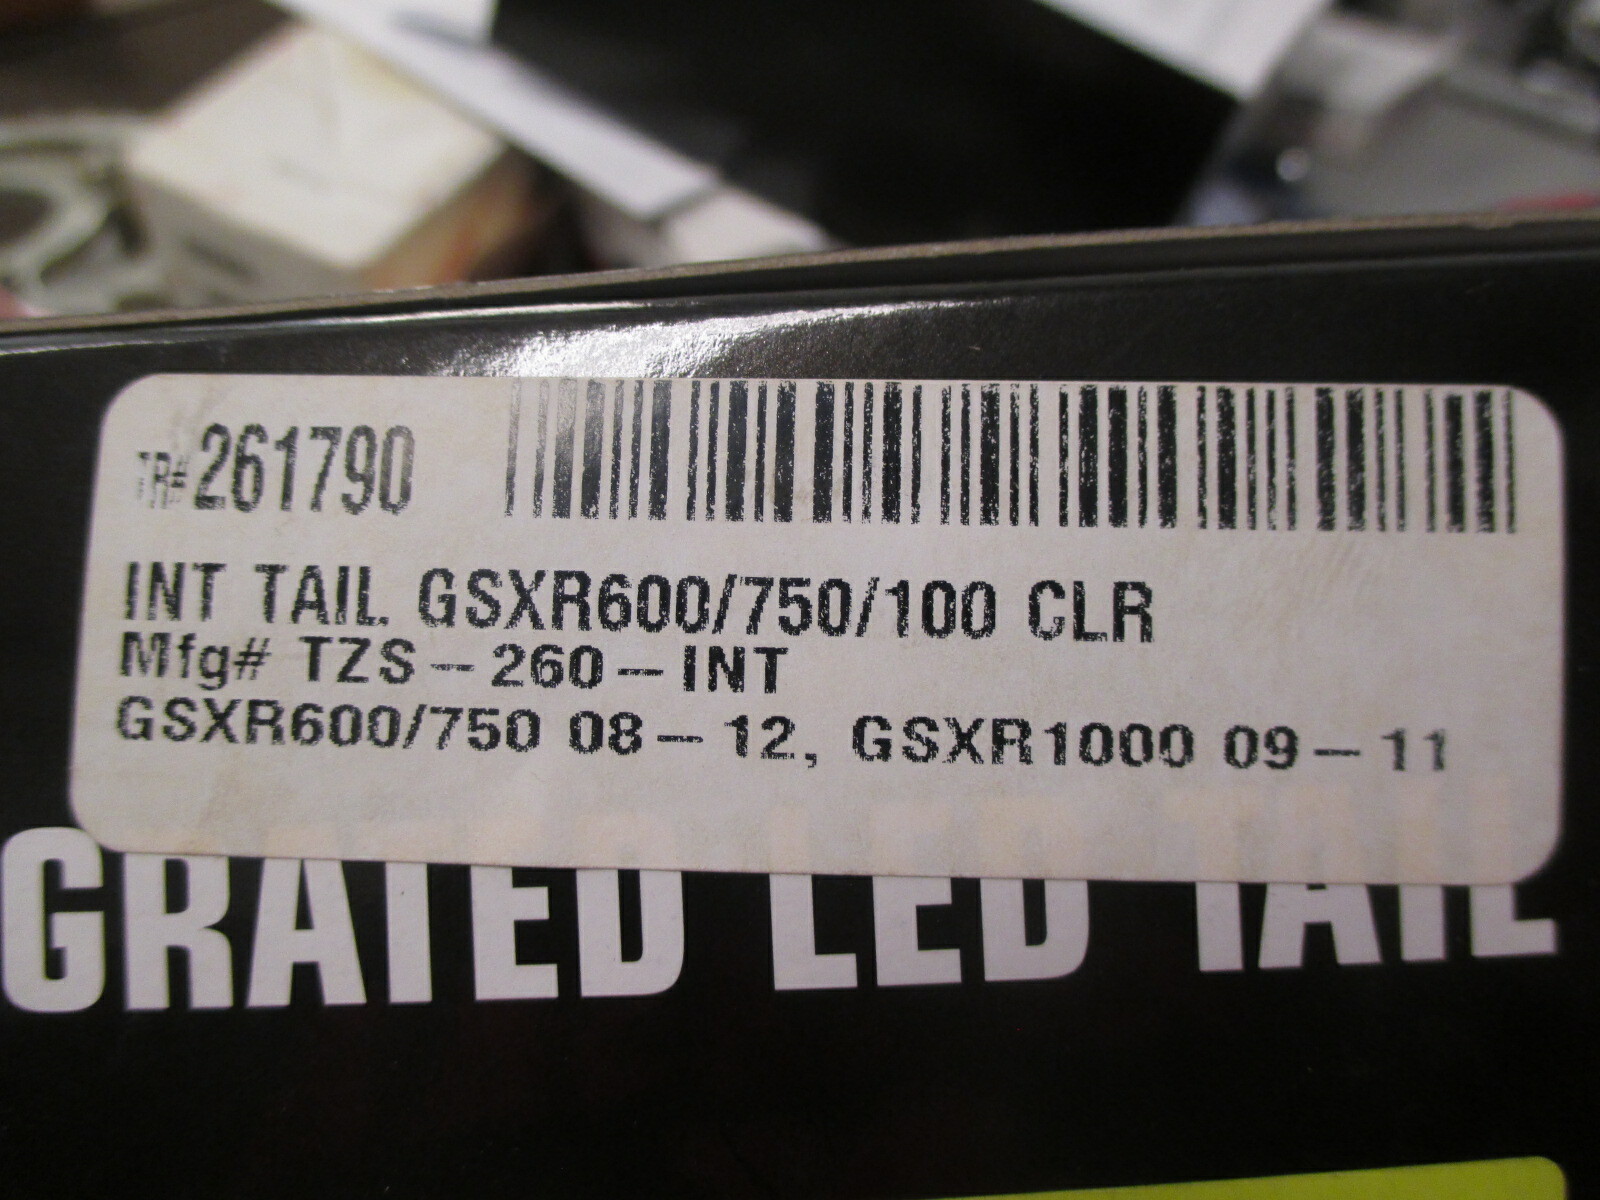 TR#261790
INT TAIL GSXR600/750/100 CLR
Mfg# TZS-260-INT
GSXR600/750 08-12, GSXR1000 09-11
GRATED LED TAIL